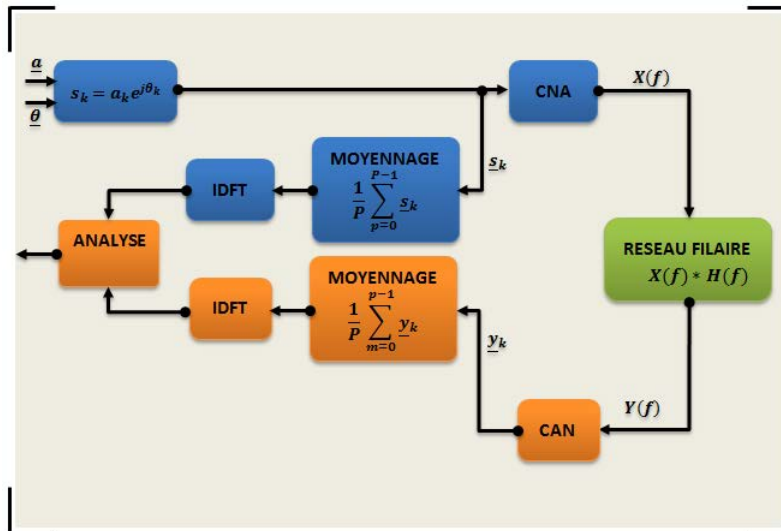 a
θ
s_k = a_k e^{jθ_k}
CNA
X(f)
s_k
MOYENNAGE
1/P ∑_{p=0}^{P-1} s_k
IDFT
ANALYSE
RESEAU FILAIRE
X(f) * H(f)
MOYENNAGE
1/P ∑_{m=0}^{p-1} y_k
IDFT
y_k
Y(f)
CAN